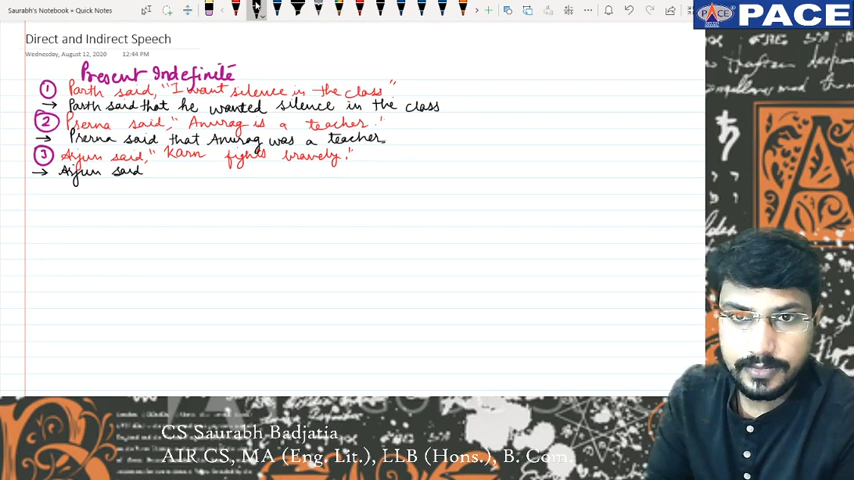 Saurabh's Notebook » Quick Notes
PACE
PACE
Direct and Indirect Speech
Wednesday, August 12, 2020 12:44 PM
Present Indefinite
① Parth said, "I want silence in the class"
→ Parth said that he wanted silence in the class
② Prerna said, "Anurag is a teacher."
→ Prerna said that Anurag was a teacher.
③ Arjun said, "Karn fights bravely."
→ Arjun said
CS Saurabh Badjatia
AIR CS, MA (Eng. Lit.), LLB (Hons.), B. Com.